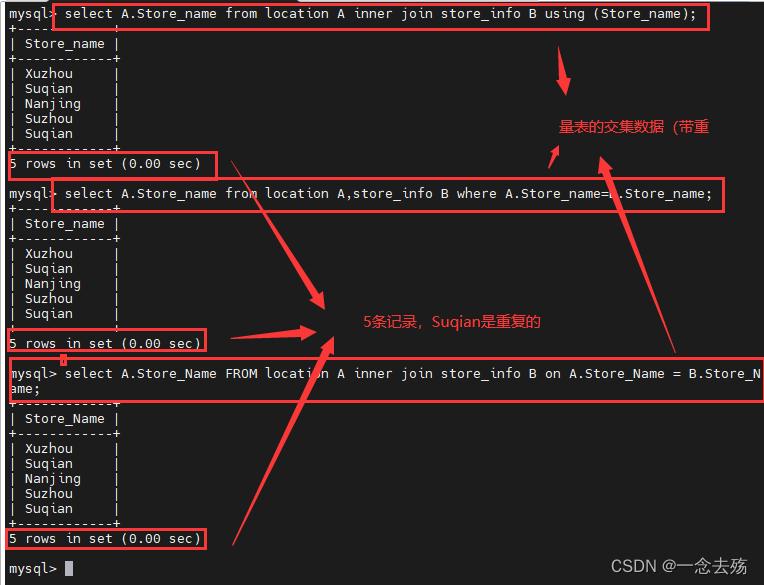 mysql> select A.Store_name from location A inner join store_info B using (Store_name);
+------------+
| Store_name |
+------------+
| Xuzhou     |
| Suqian     |
| Nanjing    |
| Suzhou     |
| Suqian     |
+------------+
5 rows in set (0.00 sec)
量表的交集数据（带重
mysql> select A.Store_name from location A,store_info B where A.Store_name=B.Store_name;
+------------+
| Store_name |
+------------+
| Xuzhou     |
| Suqian     |
| Nanjing    |
| Suzhou     |
| Suqian     |
+------------+
5 rows in set (0.00 sec)
5条记录，Suqian是重复的
mysql> select A.Store_Name FROM location A inner join store_info B on A.Store_Name = B.Store_N
ame;
+------------+
| Store_Name |
+------------+
| Xuzhou     |
| Suqian     |
| Nanjing    |
| Suzhou     |
| Suqian     |
+------------+
5 rows in set (0.00 sec)
mysql>
CSDN @一念去殇